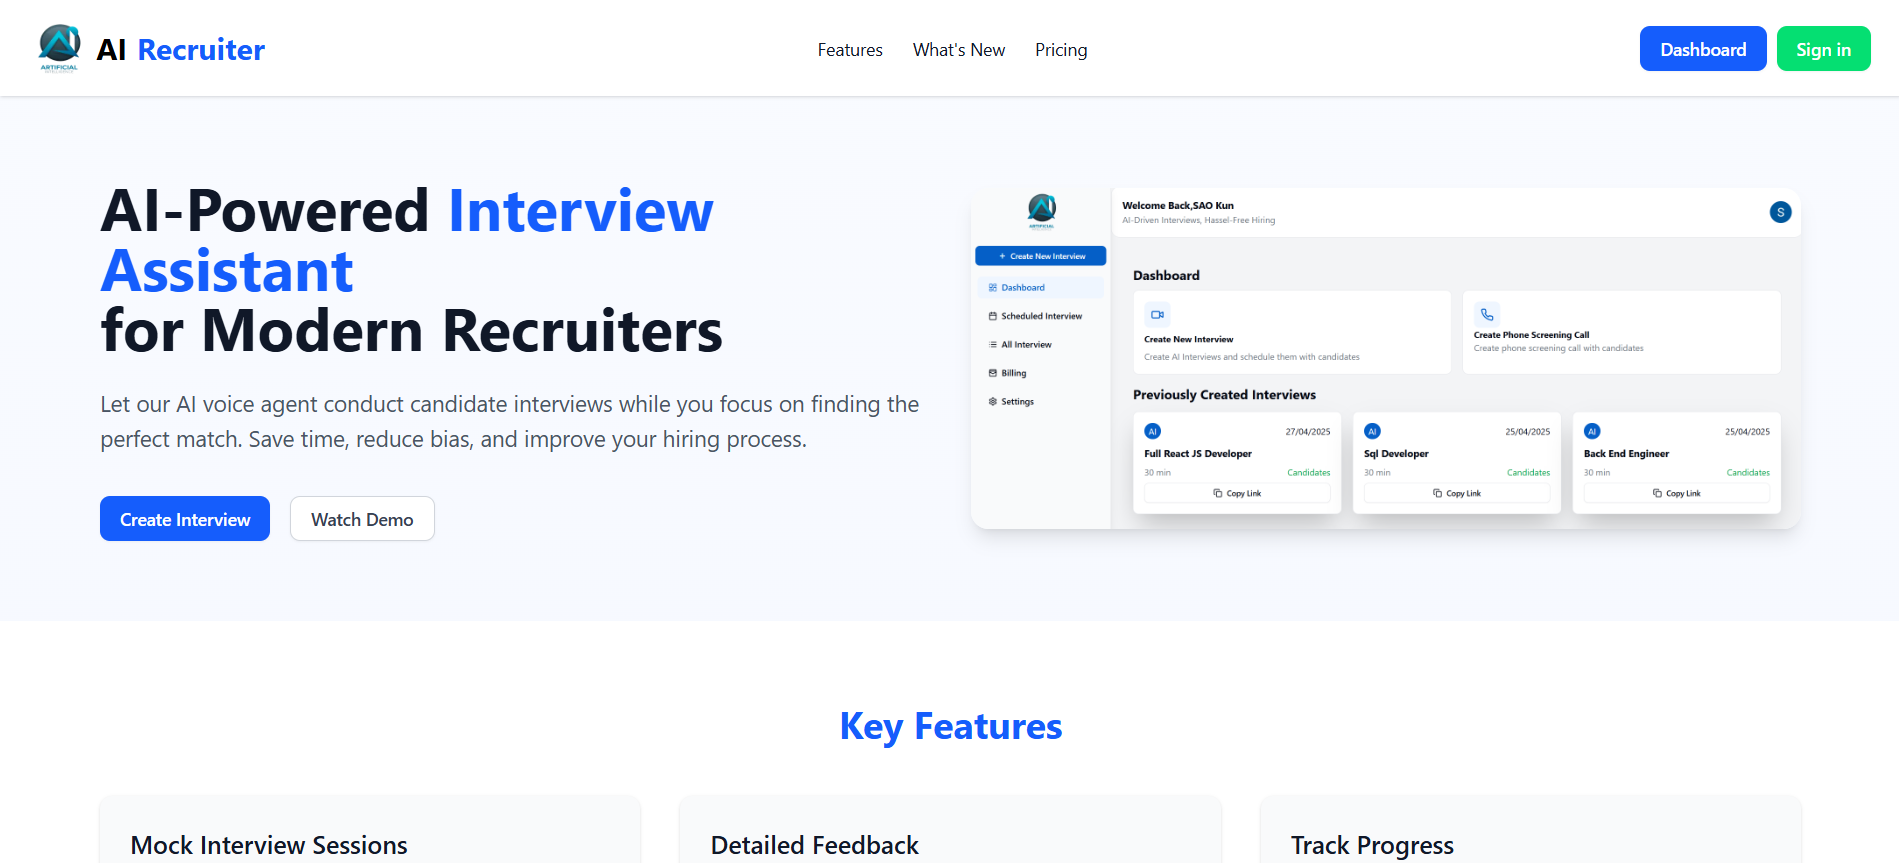 ARTIFICIAL
AI Recruiter
Features
What's New
Pricing
Dashboard
Sign in
AI-Powered Interview
Assistant
for Modern Recruiters
Let our AI voice agent conduct candidate interviews while you focus on finding the
perfect match. Save time, reduce bias, and improve your hiring process.
Create Interview
Watch Demo
ARTIFICIAL
+ Create New Interview
Dashboard
Scheduled Interview
All Interview
Billing
Settings
Welcome Back,SAO Kun
AI-Driven Interviews, Hassel-Free Hiring
S
Dashboard
Create New Interview
Create AI Interviews and schedule them with candidates
Create Phone Screening Call
Create phone screening call with candidates
Previously Created Interviews
AI
27/04/2025
Full React JS Developer
30 min
Candidates
Copy Link
AI
25/04/2025
Sql Developer
30 min
Candidates
Copy Link
AI
25/04/2025
Back End Engineer
30 min
Candidates
Copy Link
Key Features
Mock Interview Sessions
Detailed Feedback
Track Progress